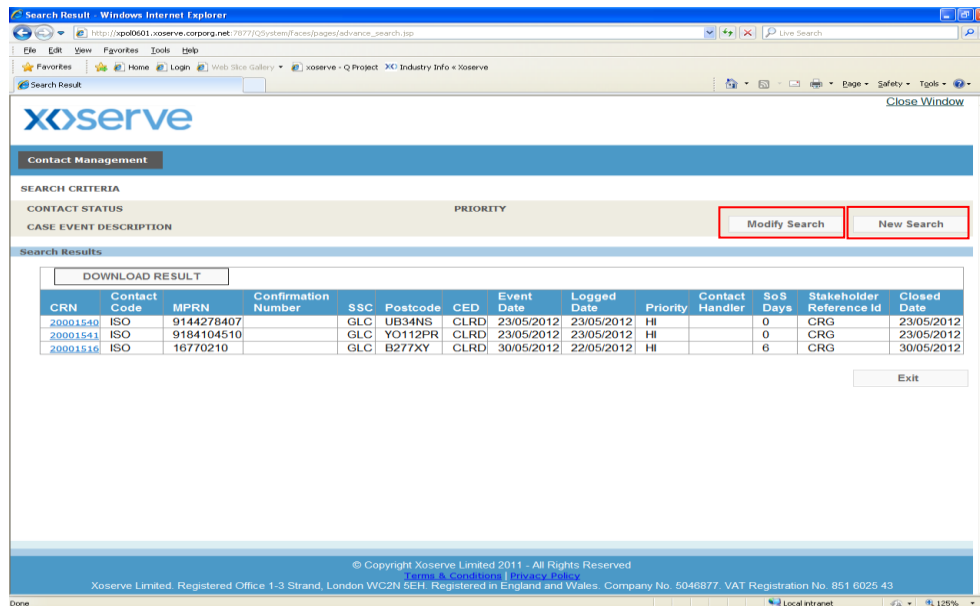 Search Result - Windows Internet Explorer
http://xpol0601.xoserve.corporg.net:7877/QSystem/faces/pages/advance_search.jsp
Live Search
File Edit View Favorites Tools Help
Favorites Home Login Web Slice Gallery xoserve - Q Project XO Industry Info « Xoserve
Search Result Page Safety Tools
Close Window
xoserve
Contact Management
SEARCH CRITERIA
CONTACT STATUS PRIORITY
CASE EVENT DESCRIPTION
Modify Search New Search
Search Results
DOWNLOAD RESULT
CRN Contact Code MPRN Confirmation Number SSC Postcode CED Event Date Logged Date Priority Contact Handler SoS Days Stakeholder Reference Id Closed Date
20001540 ISO 9144278407 GLC UB34NS CLRD 23/05/2012 23/05/2012 HI 0 CRG 23/05/2012
20001541 ISO 9184104510 GLC YO112PR CLRD 23/05/2012 23/05/2012 HI 0 CRG 23/05/2012
20001516 ISO 16770210 GLC B277XY CLRD 30/05/2012 22/05/2012 HI 6 CRG 30/05/2012
Exit
© Copyright Xoserve Limited 2011 - All Rights Reserved
Terms & Conditions | Privacy Policy
Xoserve Limited. Registered Office 1-3 Strand, London WC2N 5EH. Registered in England and Wales. Company No. 5046877. VAT Registration No. 851 6025 43
Done Local intranet 125%